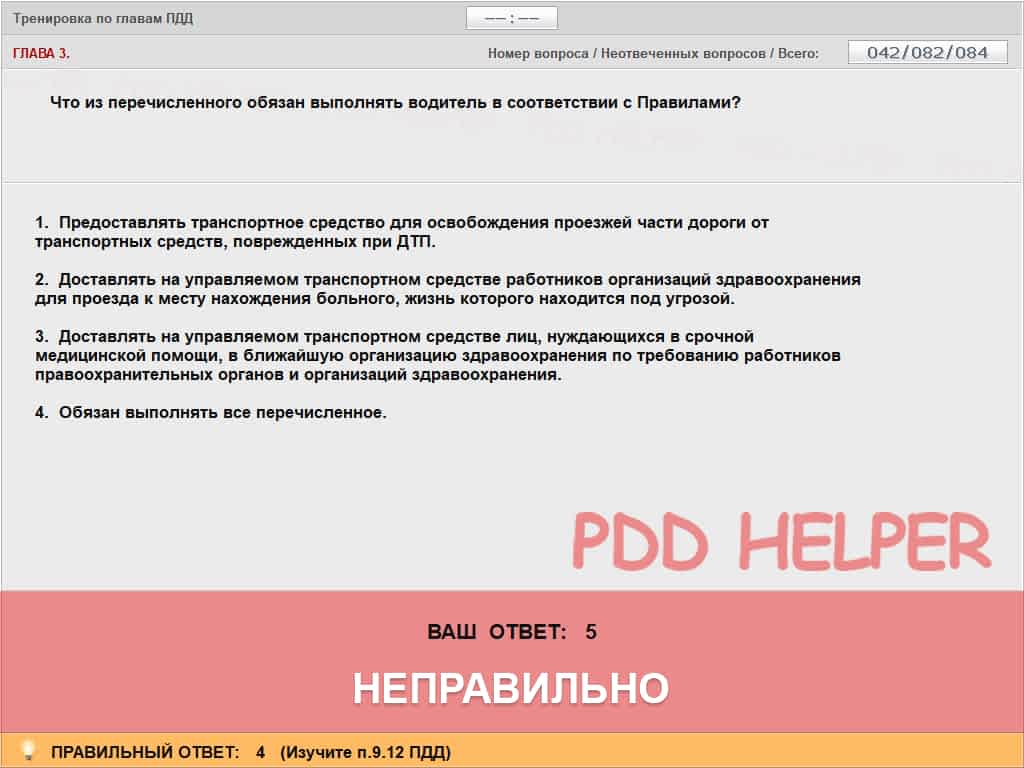 Тренировка по главам ПДД
—— : ——
ГЛАВА 3.
Номер вопроса / Неотвеченных вопросов / Всего:
042/082/084
Что из перечисленного обязан выполнять водитель в соответствии с Правилами?
1. Предоставлять транспортное средство для освобождения проезжей части дороги от
транспортных средств, поврежденных при ДТП.
2. Доставлять на управляемом транспортном средстве работников организаций здравоохранения
для проезда к месту нахождения больного, жизнь которого находится под угрозой.
3. Доставлять на управляемом транспортном средстве лиц, нуждающихся в срочной
медицинской помощи, в ближайшую организацию здравоохранения по требованию работников
правоохранительных органов и организаций здравоохранения.
4. Обязан выполнять все перечисленное.
PDD HELPER
ВАШ ОТВЕТ: 5
НЕПРАВИЛЬНО
ПРАВИЛЬНЫЙ ОТВЕТ: 4 (Изучите п.9.12 ПДД)